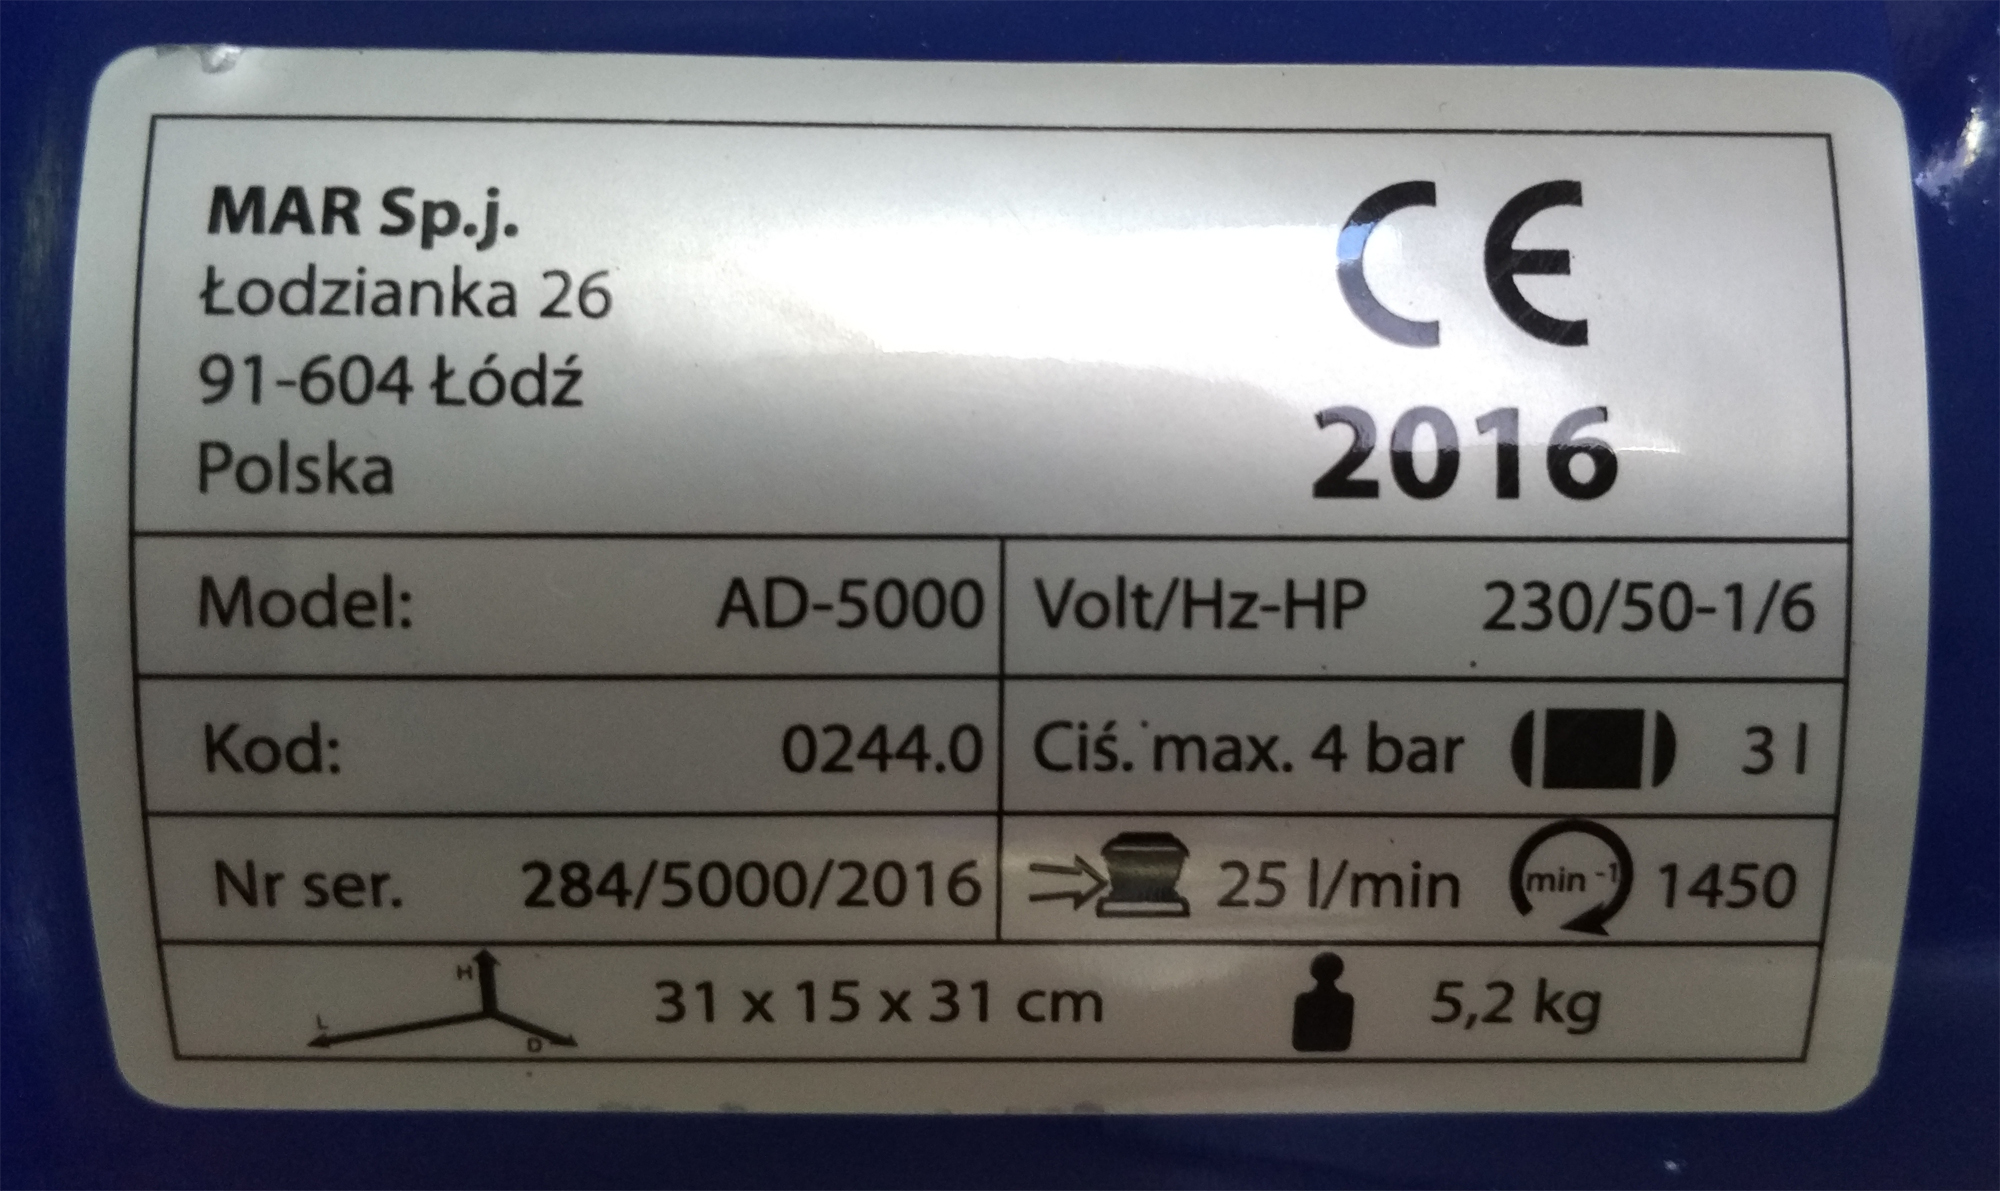 MAR Sp.j.
Łodzianka 26
91-604 Łódź
Polska
CE
2016
Model: AD-5000
Volt/Hz-HP 230/50-1/6
Kod: 0244.0
Ciś. max. 4 bar 3 l
Nr ser. 284/5000/2016
25 l/min min⁻¹ 1450
H
L
D
31 x 15 x 31 cm
5,2 kg